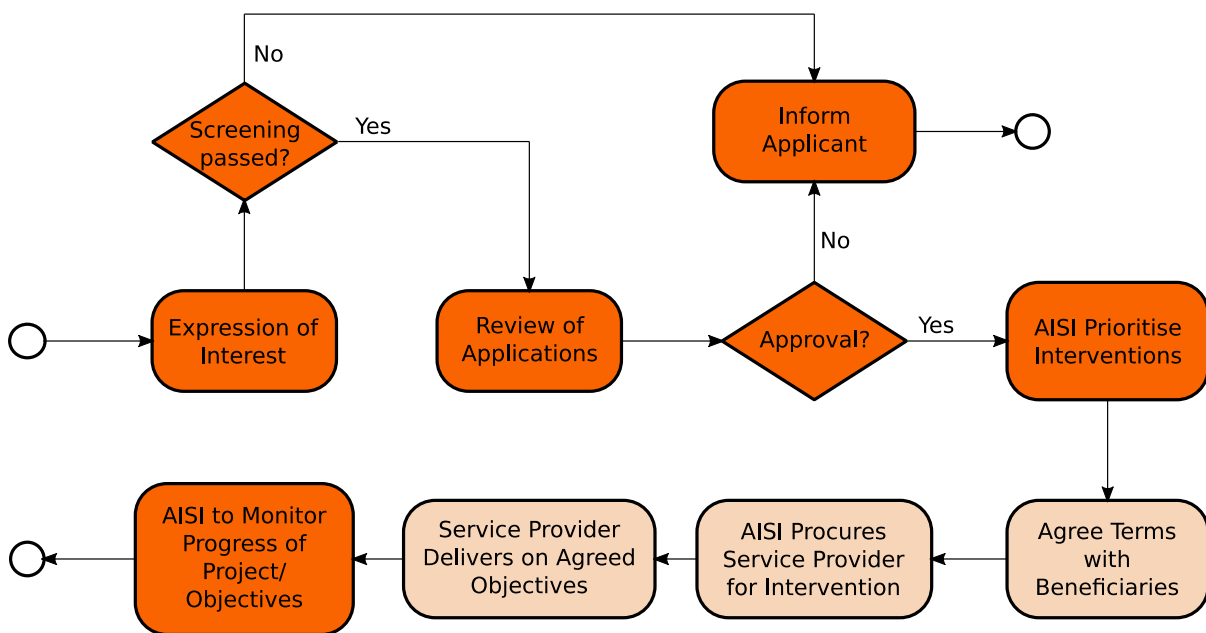 No
Screening
passed?
Yes
Inform
Applicant
No
Expression of
Interest
Review of
Applications
Approval?
Yes
AISI Prioritise
Interventions
AISI to Monitor
Progress of
Project/
Objectives
Service Provider
Delivers on Agreed
Objectives
AISI Procures
Service Provider
for Intervention
Agree Terms
with
Beneficiaries